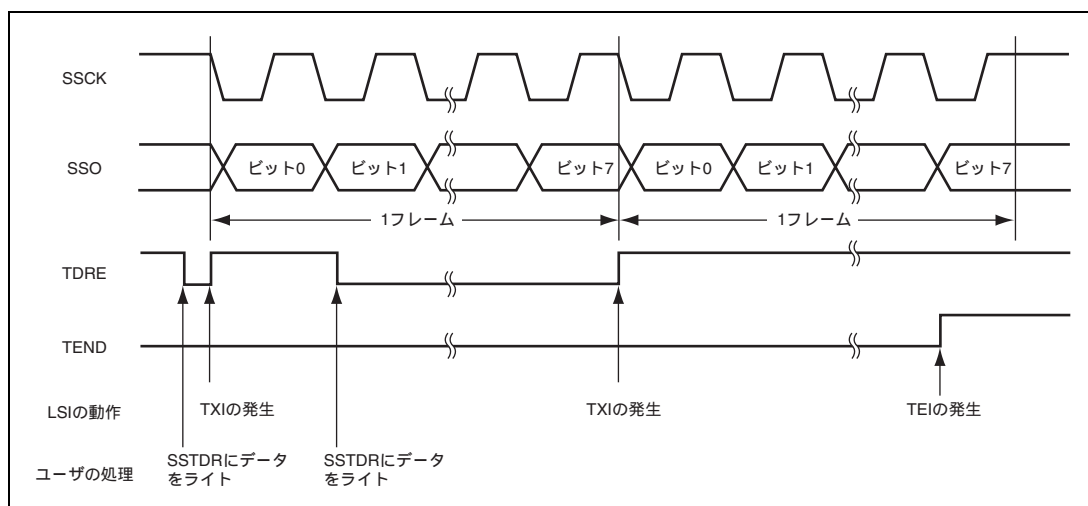 SSCK
SSO
ビット0
ビット1
ビット7
ビット0
ビット1
ビット7
1フレーム
1フレーム
TDRE
TEND
LSIの動作
TXIの発生
TXIの発生
TEIの発生
ユーザの処理
SSTDRにデータ
をライト
SSTDRにデータ
をライト